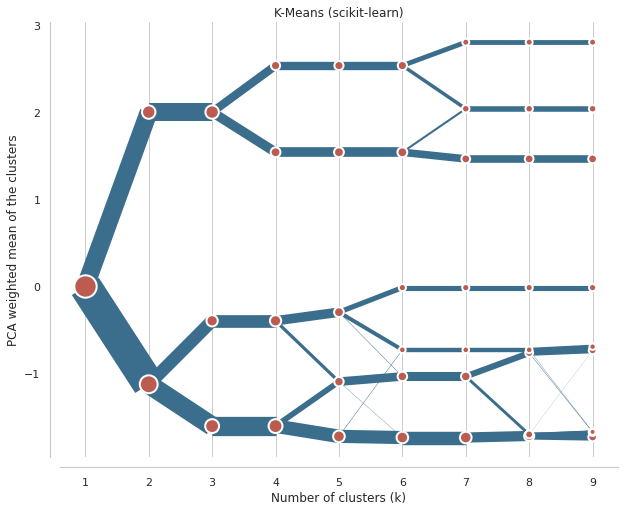 K-Means (scikit-learn)
PCA weighted mean of the clusters
3
2
1
0
−1
1 2 3 4 5 6 7 8 9
Number of clusters (k)